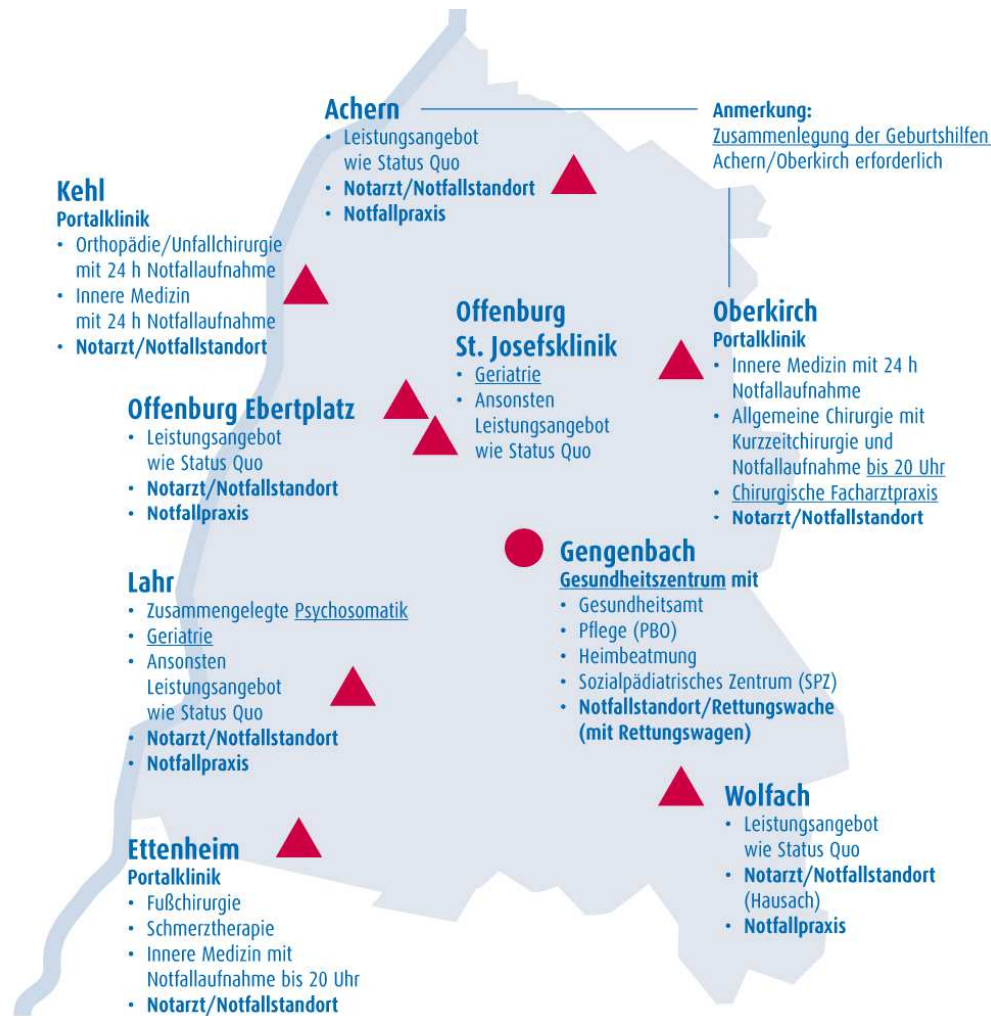 Achern
• Leistungsangebot
wie Status Quo
• Notarzt/Notfallstandort
• Notfallpraxis
Anmerkung:
Zusammenlegung der Geburtshilfen
Achern/Oberkirch erforderlich
Kehl
Portalklinik
• Orthopädie/Unfallchirurgie
mit 24 h Notfallaufnahme
• Innere Medizin
mit 24 h Notfallaufnahme
• Notarzt/Notfallstandort
Offenburg
St. Josefsklinik
• Geriatrie
• Ansonsten
Leistungsangebot
wie Status Quo
Oberkirch
Portalklinik
• Innere Medizin mit 24 h
Notfallaufnahme
• Allgemeine Chirurgie mit
Kurzzeitchirurgie und
Notfallaufnahme bis 20 Uhr
• Chirurgische Facharztpraxis
• Notarzt/Notfallstandort
Offenburg Ebertplatz
• Leistungsangebot
wie Status Quo
• Notarzt/Notfallstandort
• Notfallpraxis
Gengenbach
Gesundheitszentrum mit
• Gesundheitsamt
• Pflege (PBO)
• Heimbeatmung
• Sozialpädiatrisches Zentrum (SPZ)
• Notfallstandort/Rettungswache
(mit Rettungswagen)
Lahr
• Zusammengelegte Psychosomatik
• Geriatrie
• Ansonsten
Leistungsangebot
wie Status Quo
• Notarzt/Notfallstandort
• Notfallpraxis
Wolfach
• Leistungsangebot
wie Status Quo
• Notarzt/Notfallstandort
(Hausach)
• Notfallpraxis
Ettenheim
Portalklinik
• Fußchirurgie
• Schmerztherapie
• Innere Medizin mit
Notfallaufnahme bis 20 Uhr
• Notarzt/Notfallstandort